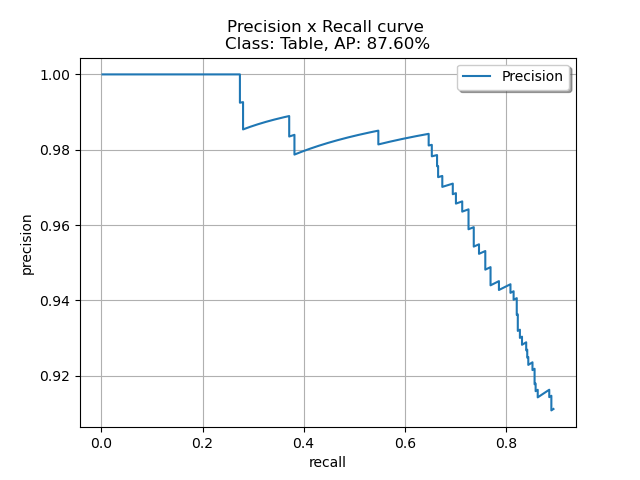 Precision x Recall curve
Class: Table, AP: 87.60%
Precision
1.00
0.98
0.96
0.94
0.92
precision
0.0 0.2 0.4 0.6 0.8
recall